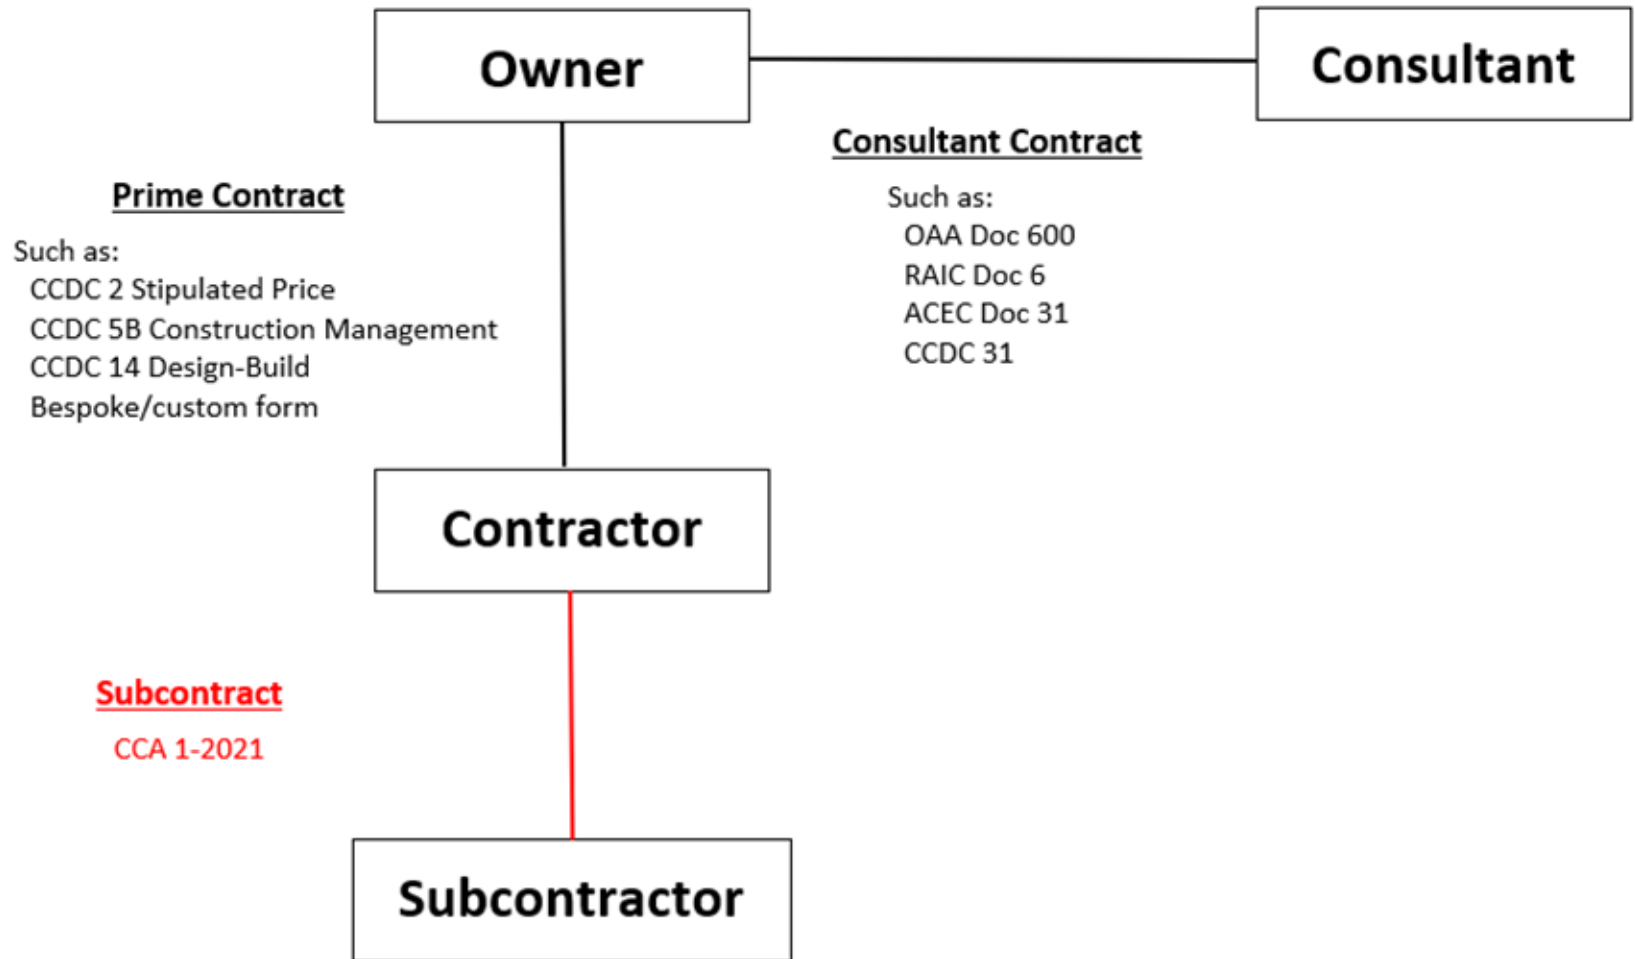 Owner
Consultant
Consultant Contract
Such as:
OAA Doc 600
RAIC Doc 6
ACEC Doc 31
CCDC 31
Prime Contract
Such as:
CCDC 2 Stipulated Price
CCDC 5B Construction Management
CCDC 14 Design-Build
Bespoke/custom form
Contractor
Subcontract
CCA 1-2021
Subcontractor